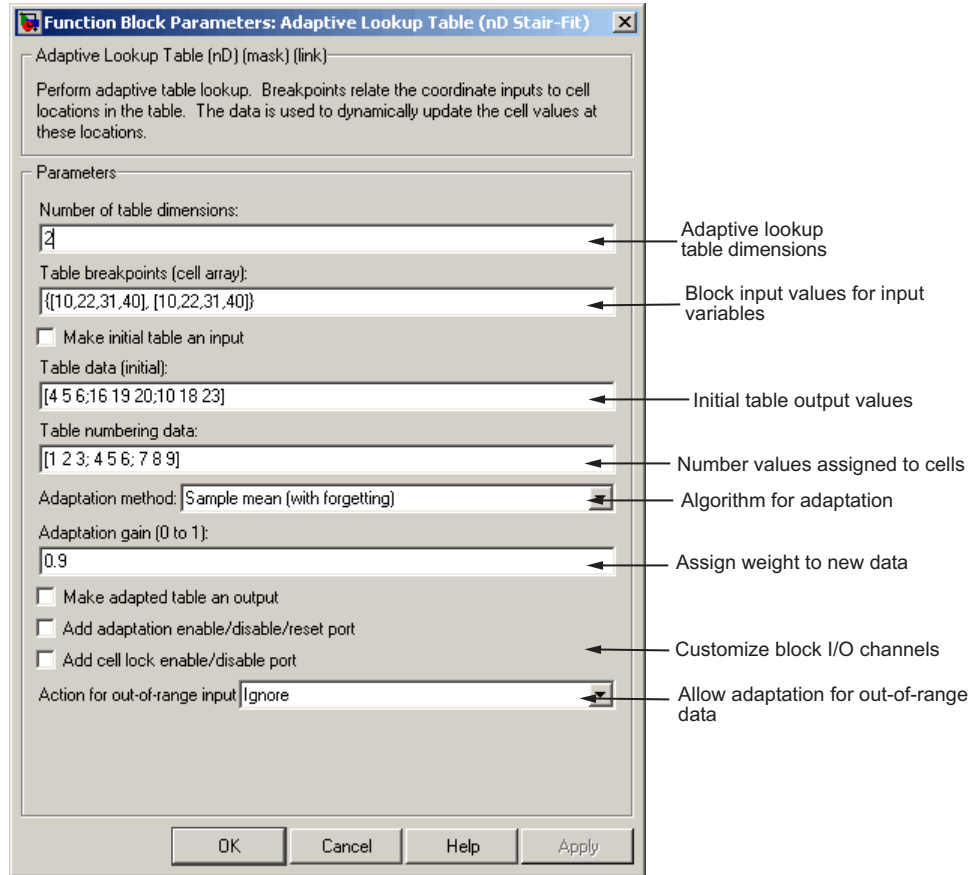 Function Block Parameters: Adaptive Lookup Table (nD Stair-Fit)
Adaptive Lookup Table (nD) (mask) (link)
Perform adaptive table lookup. Breakpoints relate the coordinate inputs to cell
locations in the table. The data is used to dynamically update the cell values at
these locations.
Parameters
Number of table dimensions:
2
Adaptive lookup
table dimensions
Table breakpoints (cell array):
{[10,22,31,40], [10,22,31,40]}
Block input values for input
variables
Make initial table an input
Table data (initial):
[4 5 6;16 19 20;10 18 23]
Initial table output values
Table numbering data:
[1 2 3; 4 5 6; 7 8 9]
Number values assigned to cells
Adaptation method: Sample mean (with forgetting)
Algorithm for adaptation
Adaptation gain (0 to 1):
0.9
Assign weight to new data
Make adapted table an output
Add adaptation enable/disable/reset port
Add cell lock enable/disable port
Customize block I/O channels
Action for out-of-range input Ignore
Allow adaptation for out-of-range
data
OK Cancel Help Apply